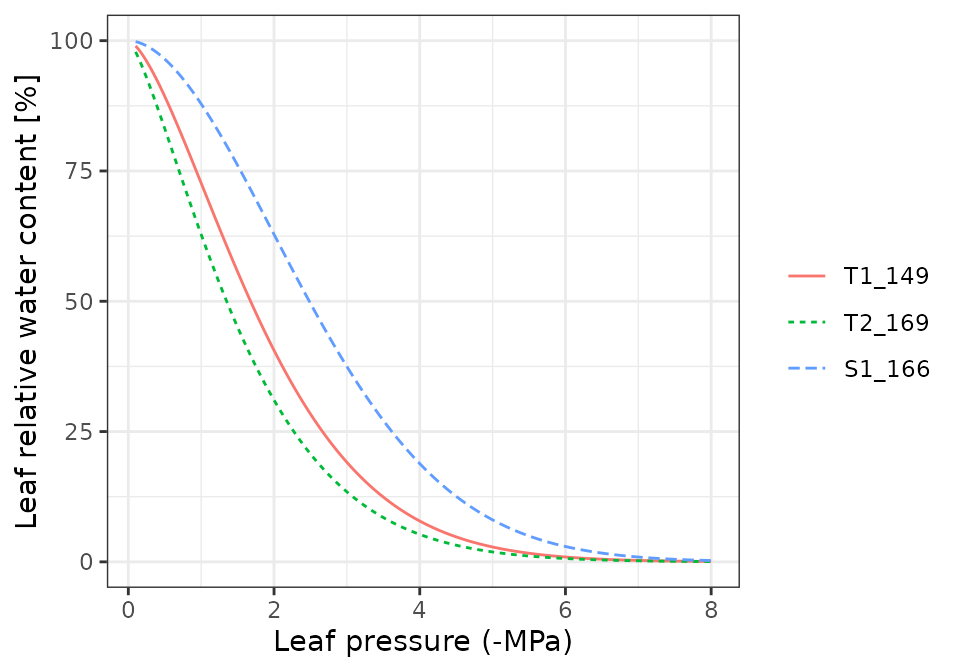 Leaf relative water content [%]
100
75
50
25
0
0 2 4 6 8
Leaf pressure (-MPa)
T1_149
T2_169
S1_166